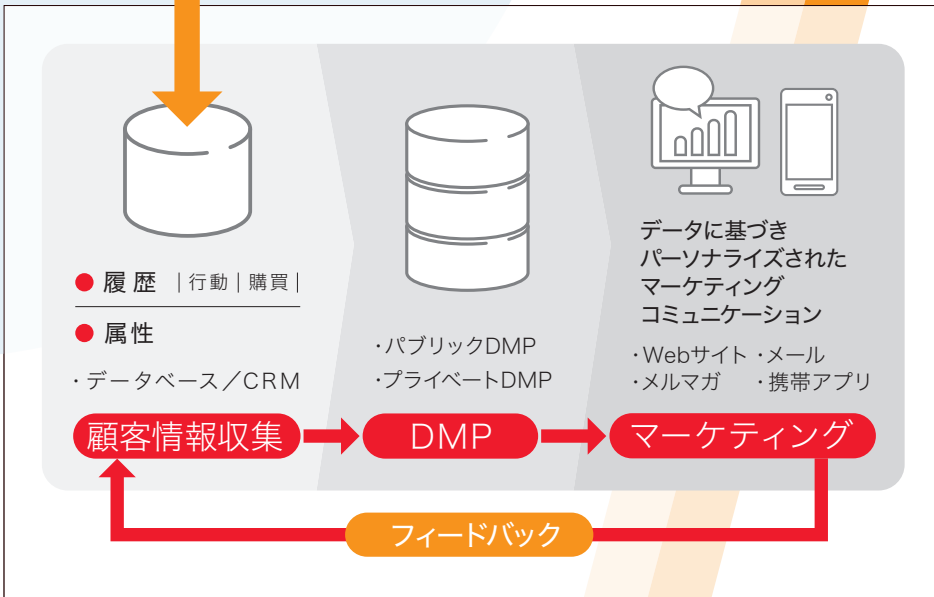 ● 履歴 |行動|購買|
● 属性
・データベース／CRM
顧客情報収集
・パブリックDMP
・プライベートDMP
DMP
データに基づき
パーソナライズされた
マーケティング
コミュニケーション
・Webサイト ・メール
・メルマガ ・携帯アプリ
マーケティング
フィードバック